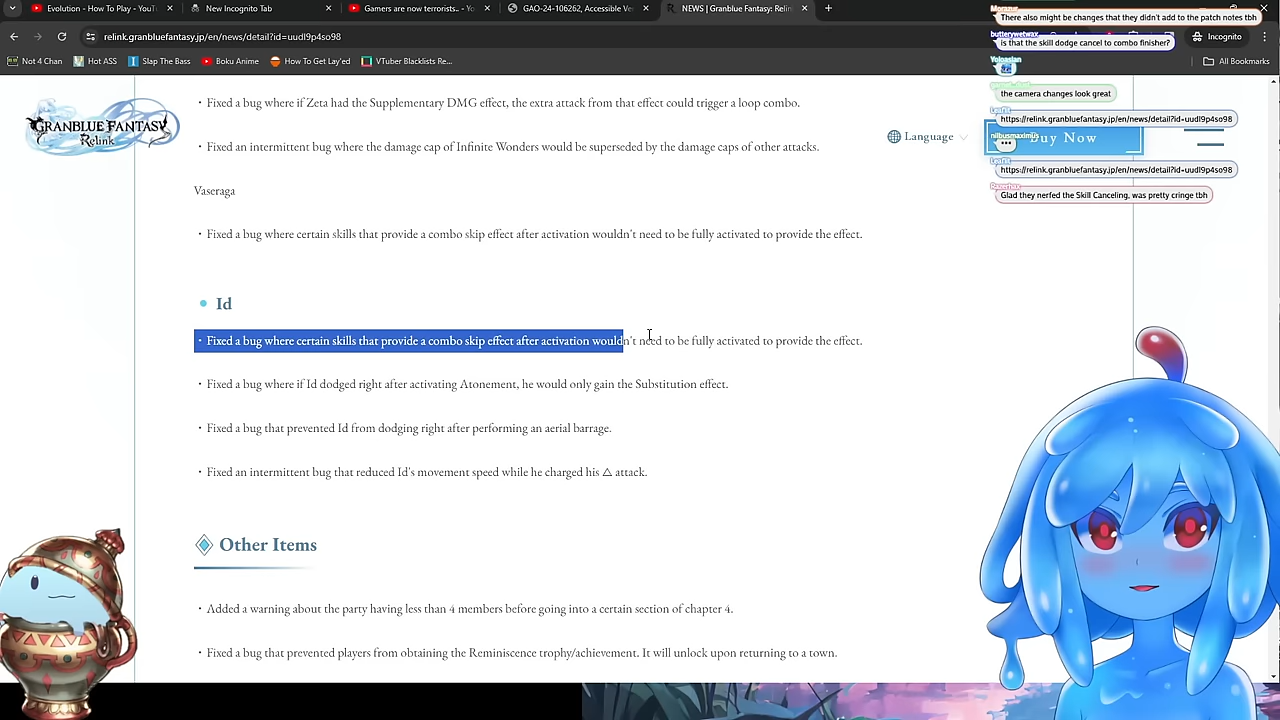 Evolution - How To Play - YouT
New Incognito Tab
Gamers are now terrorists.. - Yo
GAO-24-106262, Accessible Ver
NEWS | Granblue Fantasy: Relin
relink.granbluefantasy.jp/en/news/detail?id=uudl9p4so98
Incognito
Not 4 Chan
Hot ASS
Slap The Bass
Roku Anime
How To Get Layed
VTuber Blacklists Re...
All Bookmarks
GRANBLUE FANTASY
Relink
Language
Buy Now
・Fixed a bug where if Zeta had the Supplementary DMG effect, the extra attack from that effect could trigger a loop combo.
・Fixed an intermittent bug where the damage cap of Infinite Wonders would be superseded by the damage caps of other attacks.
Vaseraga
・Fixed a bug where certain skills that provide a combo skip effect after activation wouldn't need to be fully activated to provide the effect.
Id
・Fixed a bug where certain skills that provide a combo skip effect after activation wouldn't need to be fully activated to provide the effect.
・Fixed a bug where if Id dodged right after activating Atonement, he would only gain the Substitution effect.
・Fixed a bug that prevented Id from dodging right after performing an aerial barrage.
・Fixed an intermittent bug that reduced Id's movement speed while he charged his △ attack.
Other Items
・Added a warning about the party having less than 4 members before going into a certain section of chapter 4.
・Fixed a bug that prevented players from obtaining the Reminiscence trophy/achievement. It will unlock upon returning to a town.
There also might be changes that they didn't add to the patch notes tbh
butterywetwax
is that the skill dodge cancel to combo finisher?
Yoloasian
the camera changes look great
https://relink.granbluefantasy.jp/en/news/detail?id=uudl9p4so98
nilbusmaximus
https://relink.granbluefantasy.jp/en/news/detail?id=uudl9p4so98
Glad they nerfed the Skill Canceling, was pretty cringe tbh